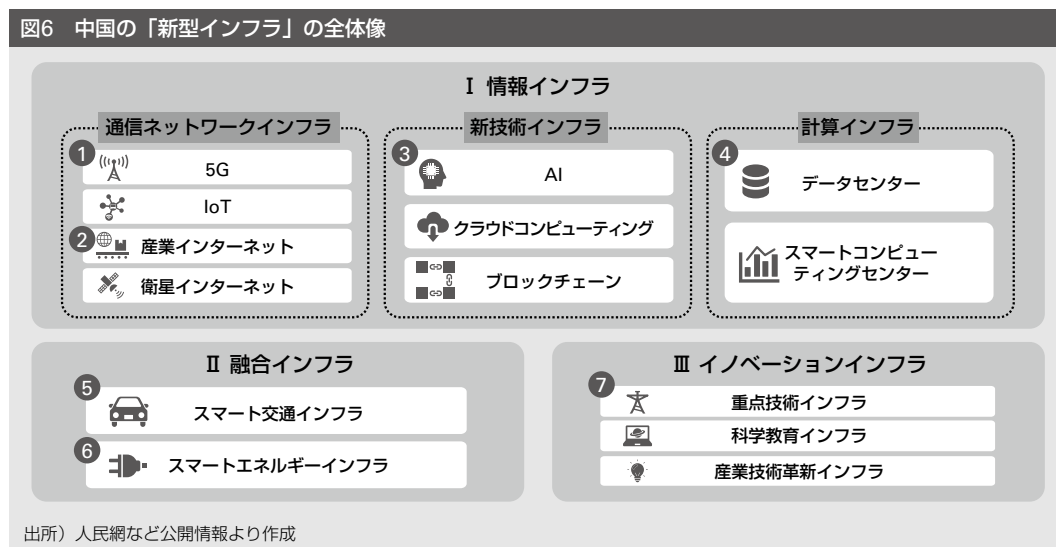 図6　中国の「新型インフラ」の全体像
Ⅰ 情報インフラ
通信ネットワークインフラ
1
5G
IoT
2
産業インターネット
衛星インターネット
新技術インフラ
3
AI
クラウドコンピューティング
ブロックチェーン
計算インフラ
4
データセンター
スマートコンピュー
ティングセンター
Ⅱ 融合インフラ
5
スマート交通インフラ
6
スマートエネルギーインフラ
Ⅲ イノベーションインフラ
7
重点技術インフラ
科学教育インフラ
産業技術革新インフラ
出所）人民網など公開情報より作成